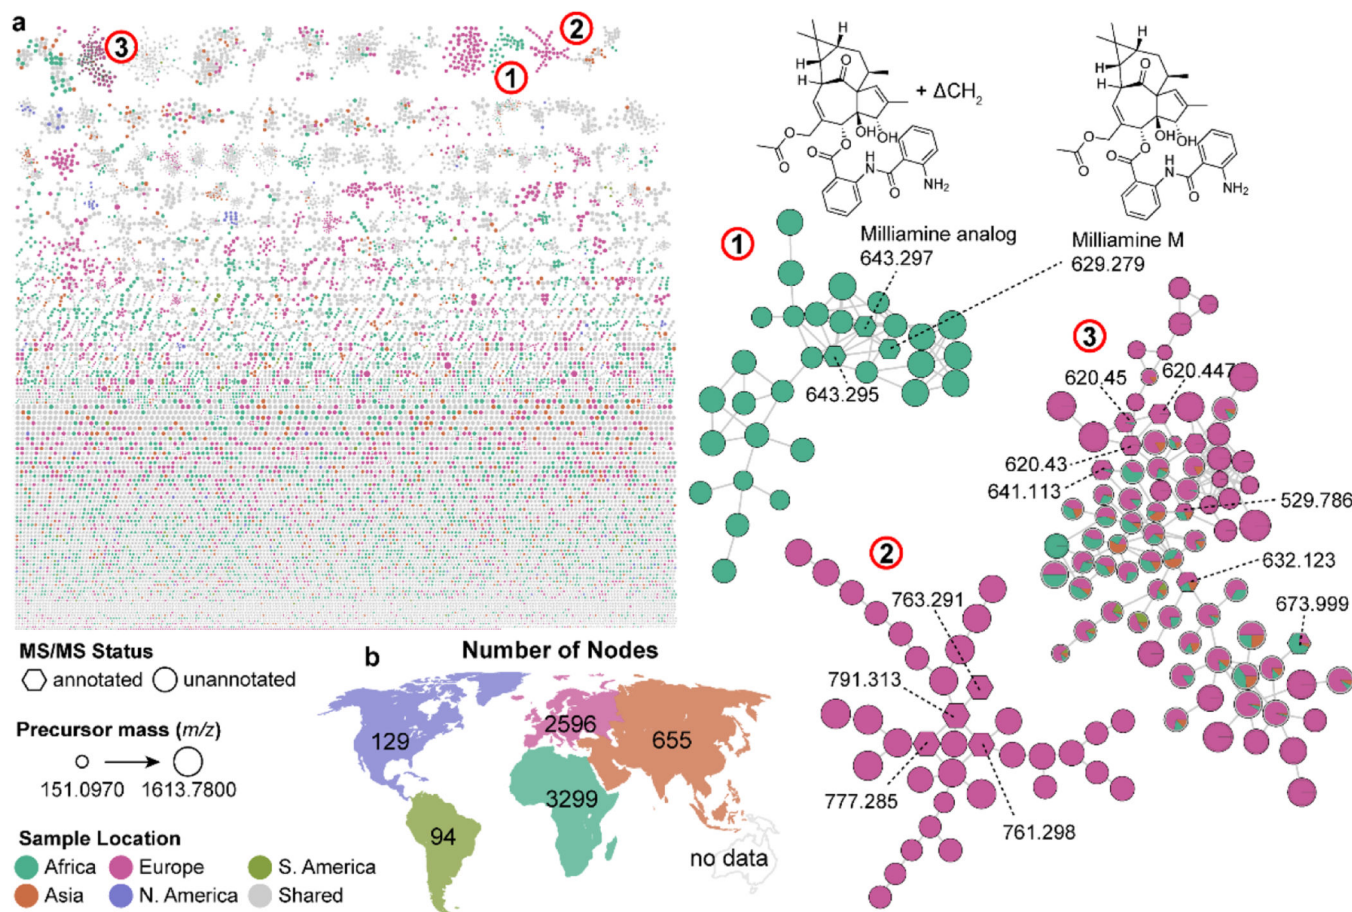 a
3
2
1
MS/MS Status
annotated
unannotated
Precursor mass (m/z)
151.0970
1613.7800
Sample Location
Africa
Europe
S. America
Asia
N. America
Shared
b
Number of Nodes
129
2596
655
3299
94
no data
H
H
H
O
+ ΔCH2
O
O
O
O
OH
OH
H
N
O
NH2
H
H
H
O
O
O
O
O
OH
OH
H
N
O
NH2
1
Milliamine analog
643.297
Milliamine M
629.279
643.295
2
763.291
791.313
777.285
761.298
3
620.45
620.447
620.43
641.113
529.786
632.123
673.999